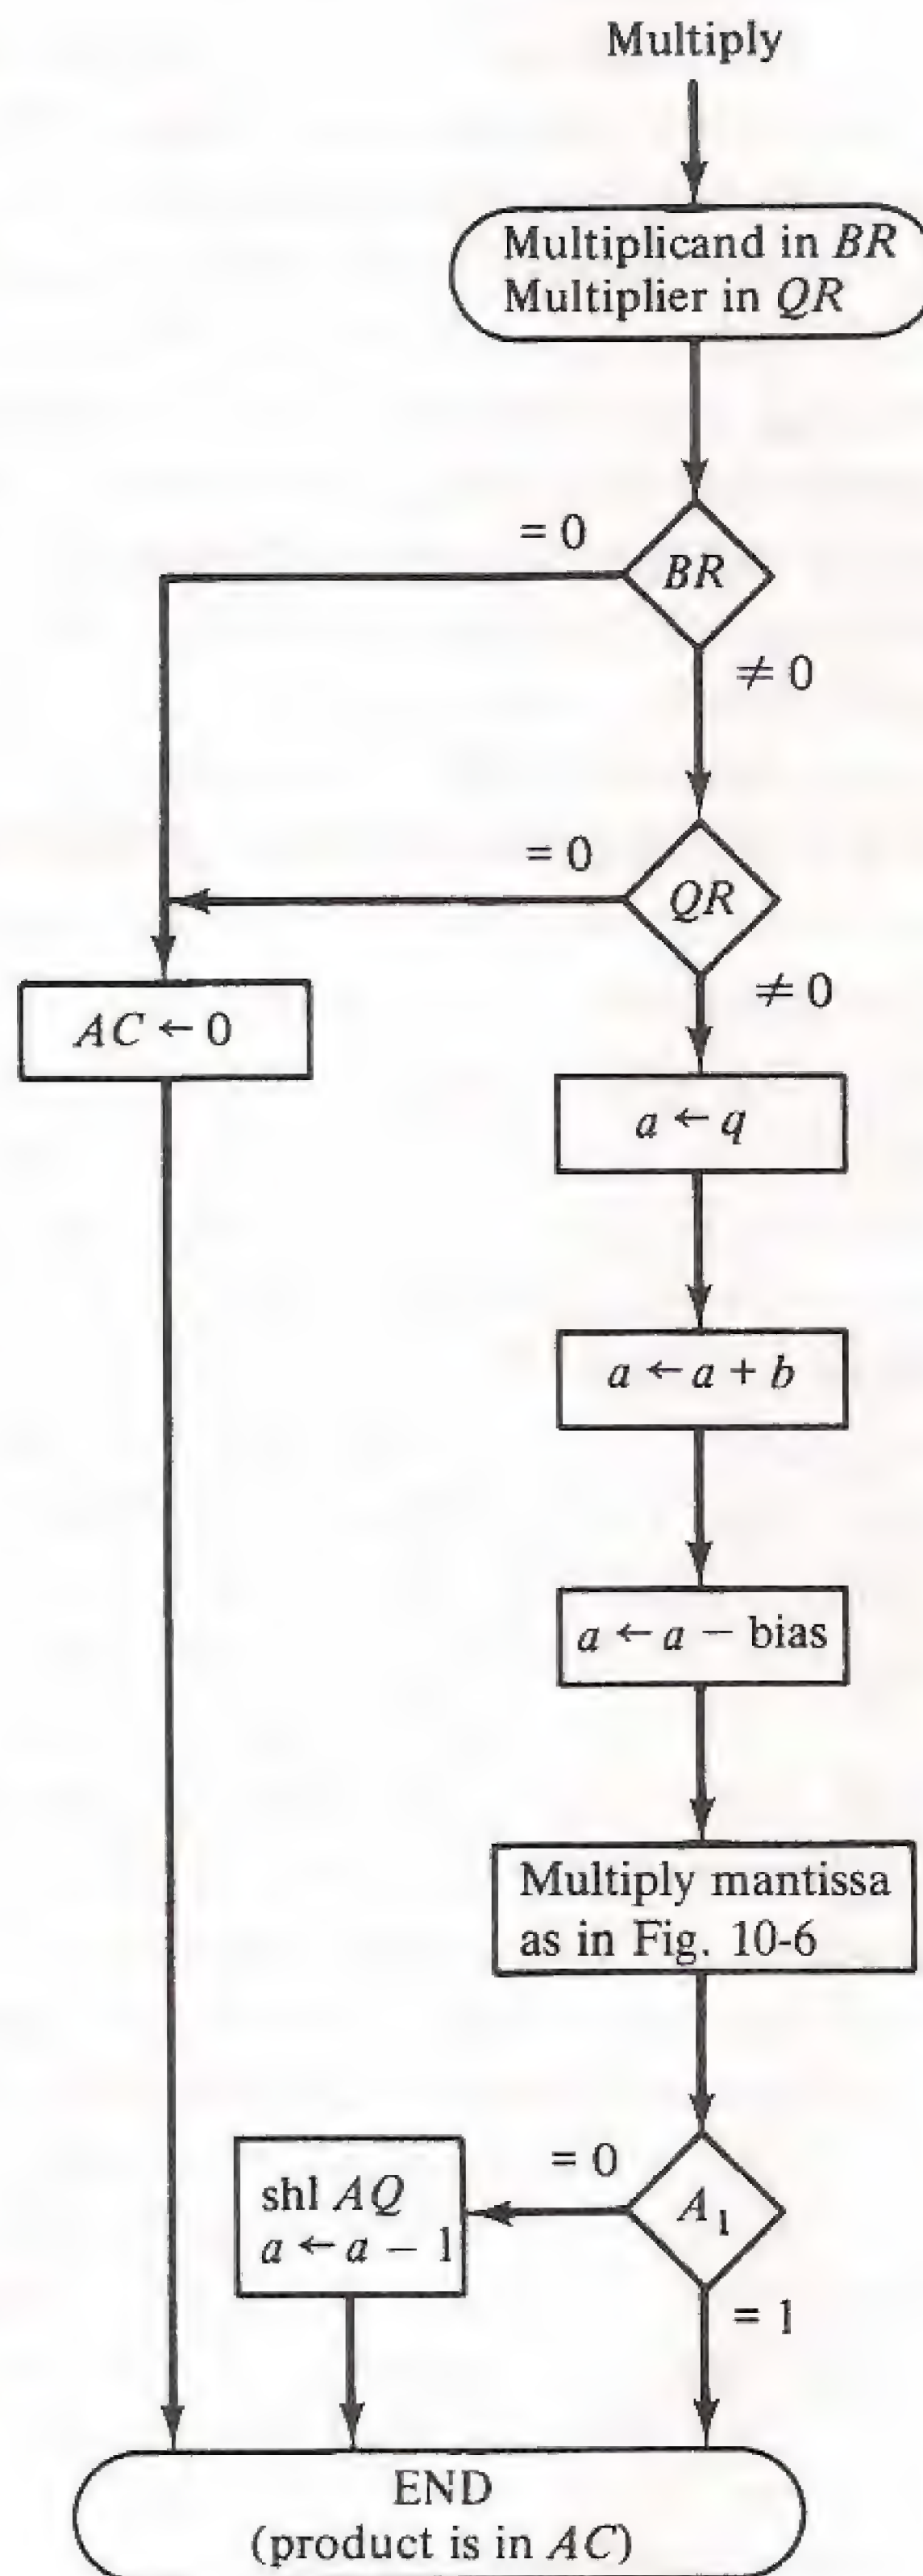 Multiply
Multiplicand in BR
Multiplier in QR
= 0
BR
≠ 0
= 0
QR
≠ 0
AC ← 0
a ← q
a ← a + b
a ← a − bias
Multiply mantissa
as in Fig. 10-6
= 0
A₁
shl AQ
a ← a − 1
= 1
END
(product is in AC)